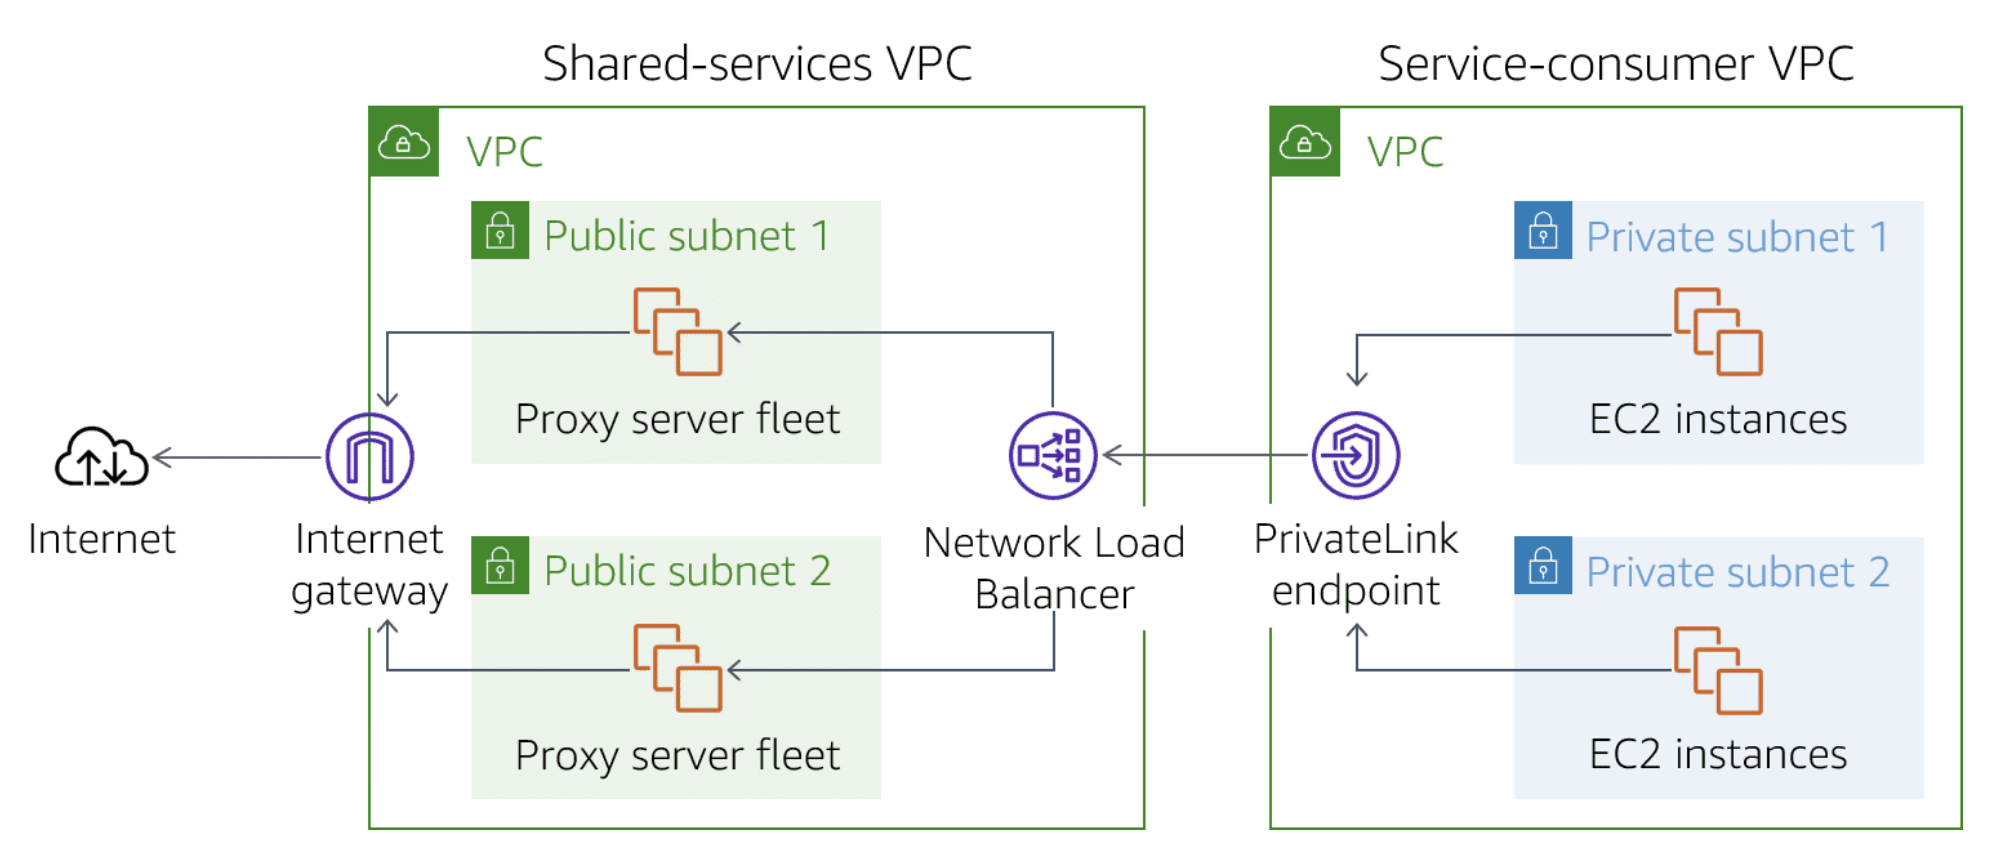 Shared-services VPC
Service-consumer VPC
VPC
VPC
Public subnet 1
Private subnet 1
Proxy server fleet
EC2 instances
Internet
Internet
gateway
Network Load
Balancer
PrivateLink
endpoint
Public subnet 2
Private subnet 2
Proxy server fleet
EC2 instances